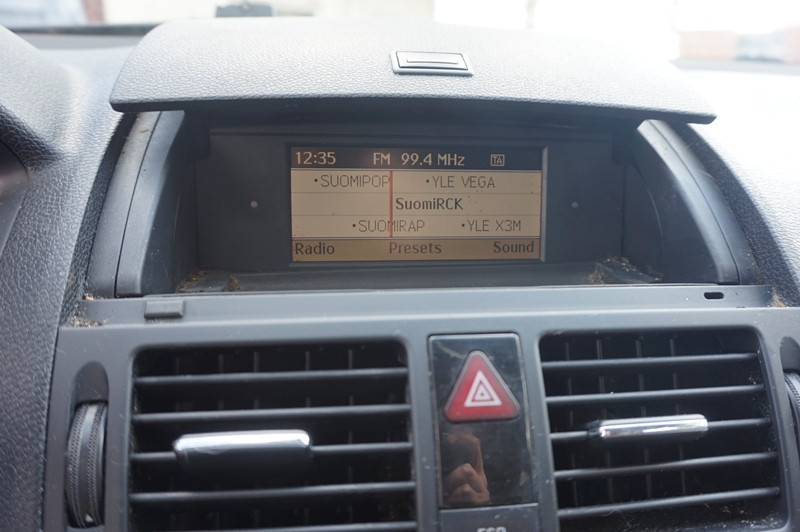 12:35 FM 99.4 MHz TA
•SUOMIPOP •YLE VEGA
SuomiRCK
•SUOMIRAP •YLE X3M
Radio Presets Sound